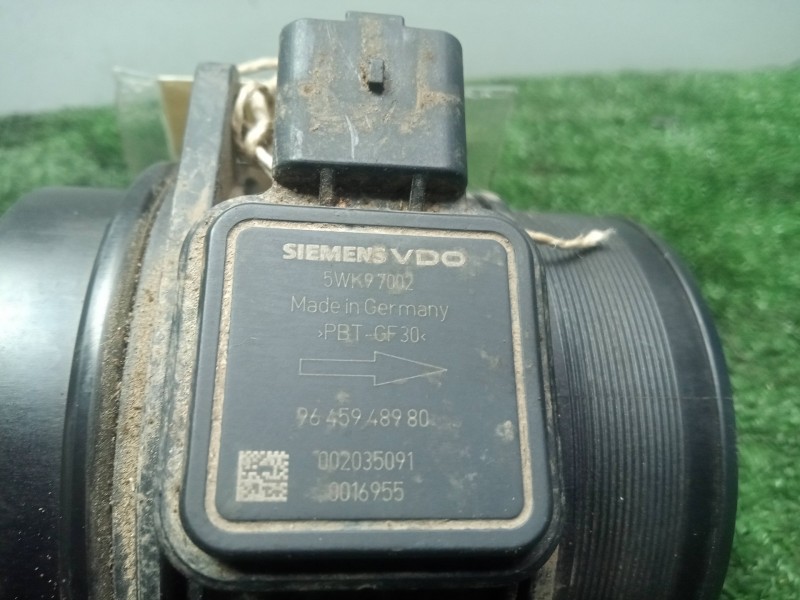 SIEMENS VDO
5WK97002
Made in Germany
›PBT-GF30‹
96 459 489 80
002035091
0016955